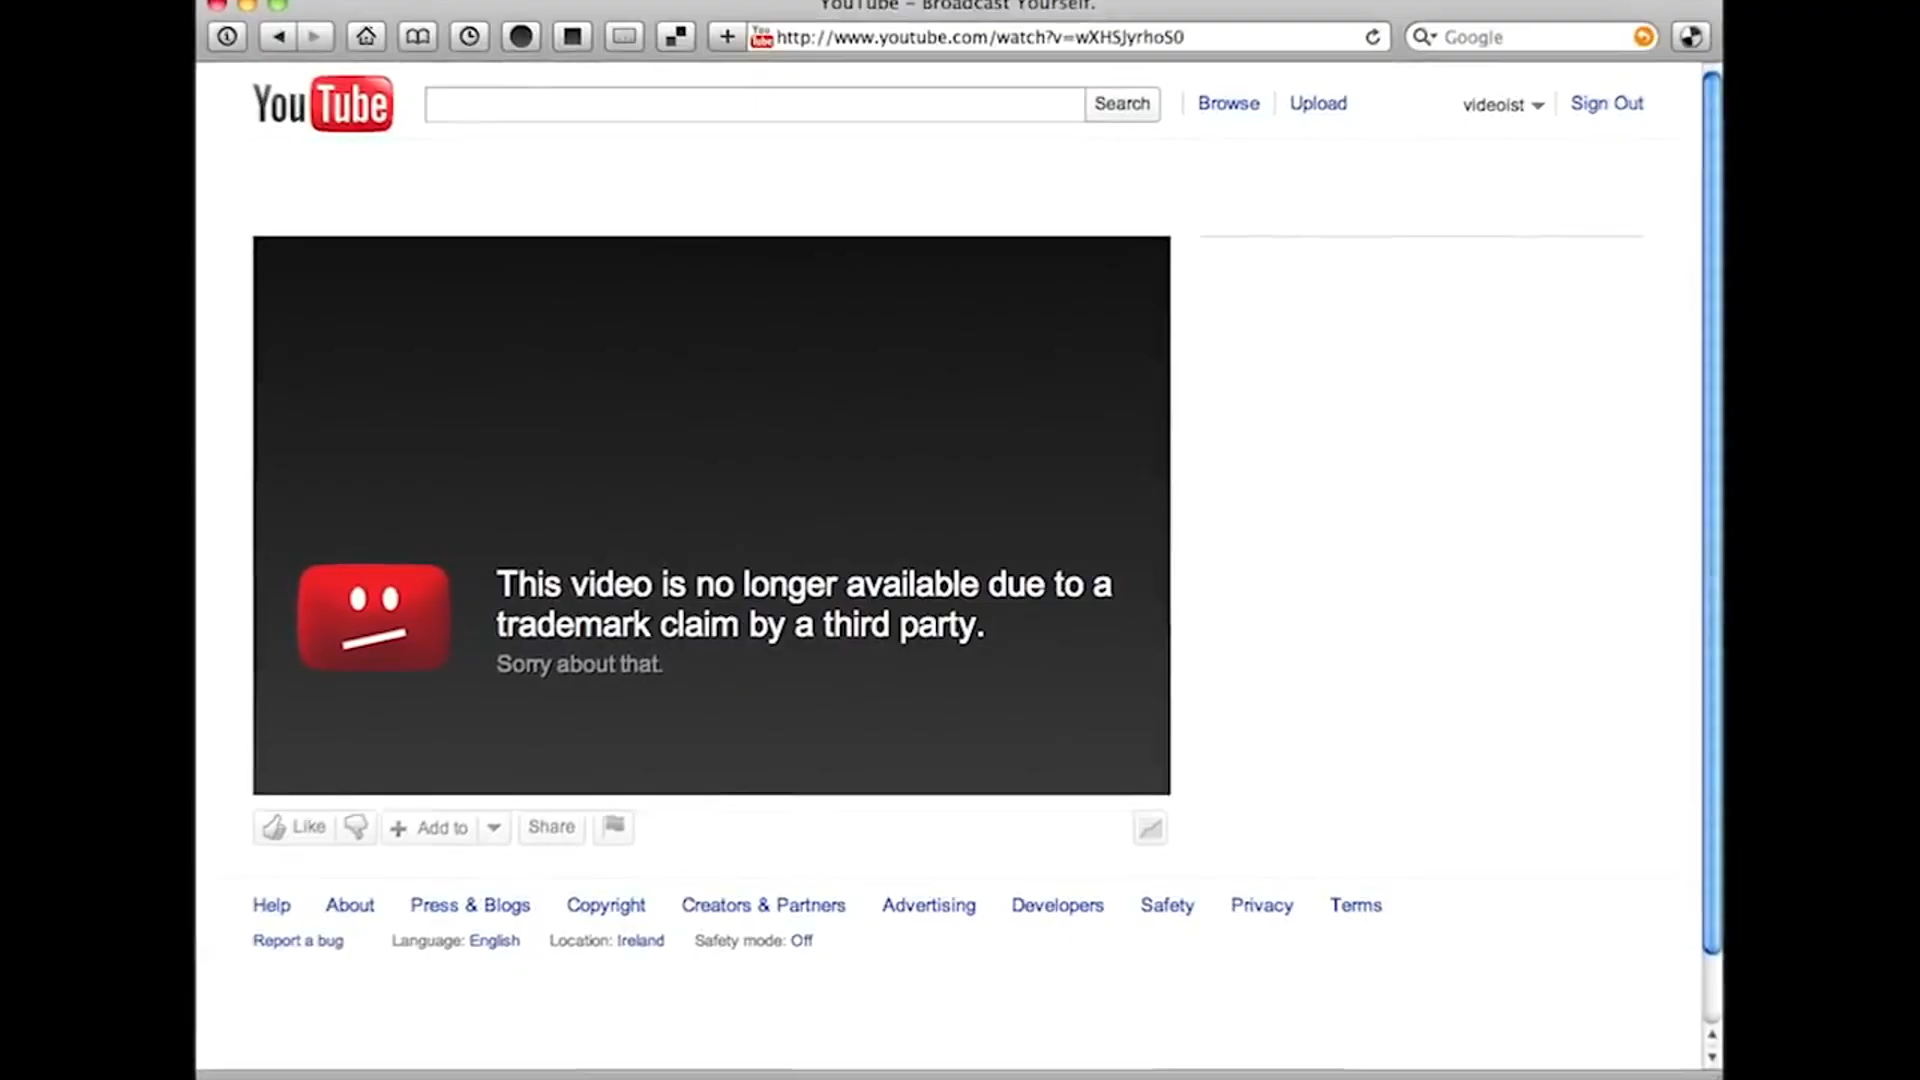 YouTube - Broadcast Yourself.
http://www.youtube.com/watch?v=wXHSJyrhoS0
Google
YouTube
Search
Browse
Upload
videoist
Sign Out
This video is no longer available due to a
trademark claim by a third party.
Sorry about that.
Like
Add to
Share
Help About Press & Blogs Copyright Creators & Partners Advertising Developers Safety Privacy Terms
Report a bug Language: English Location: Ireland Safety mode: Off